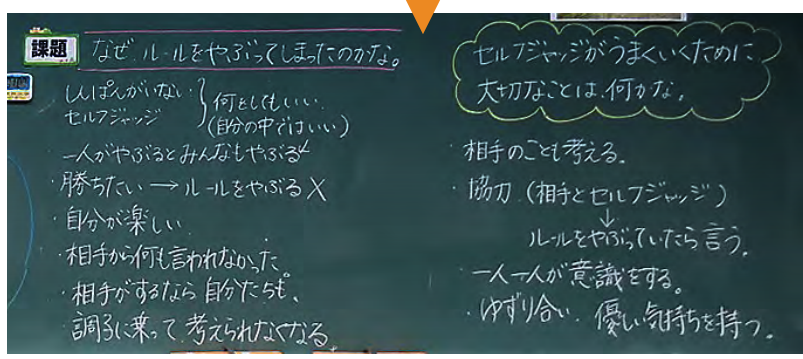 課題 なぜ、ルールをやぶってしまったのかな。
しんぱんがいない
セルフジャッジ
何をしてもいい
(自分の中ではいい)
一人がやぶるとみんなもやぶる
・勝ちたい→ルールをやぶる×
・自分が楽しい
・相手から何も言われなかった。
・相手がするなら自分たちも、
・調子に乗って考えられなくなる。
セルフジャッジがうまくいくために
大切なことは、何かな。
・相手のことも考える。
・協力(相手とセルフジャッジ)
↓
ルールをやぶっていたら言う。
・一人一人が意識をする。
・ゆずり合い、優しい気持ちを持つ。